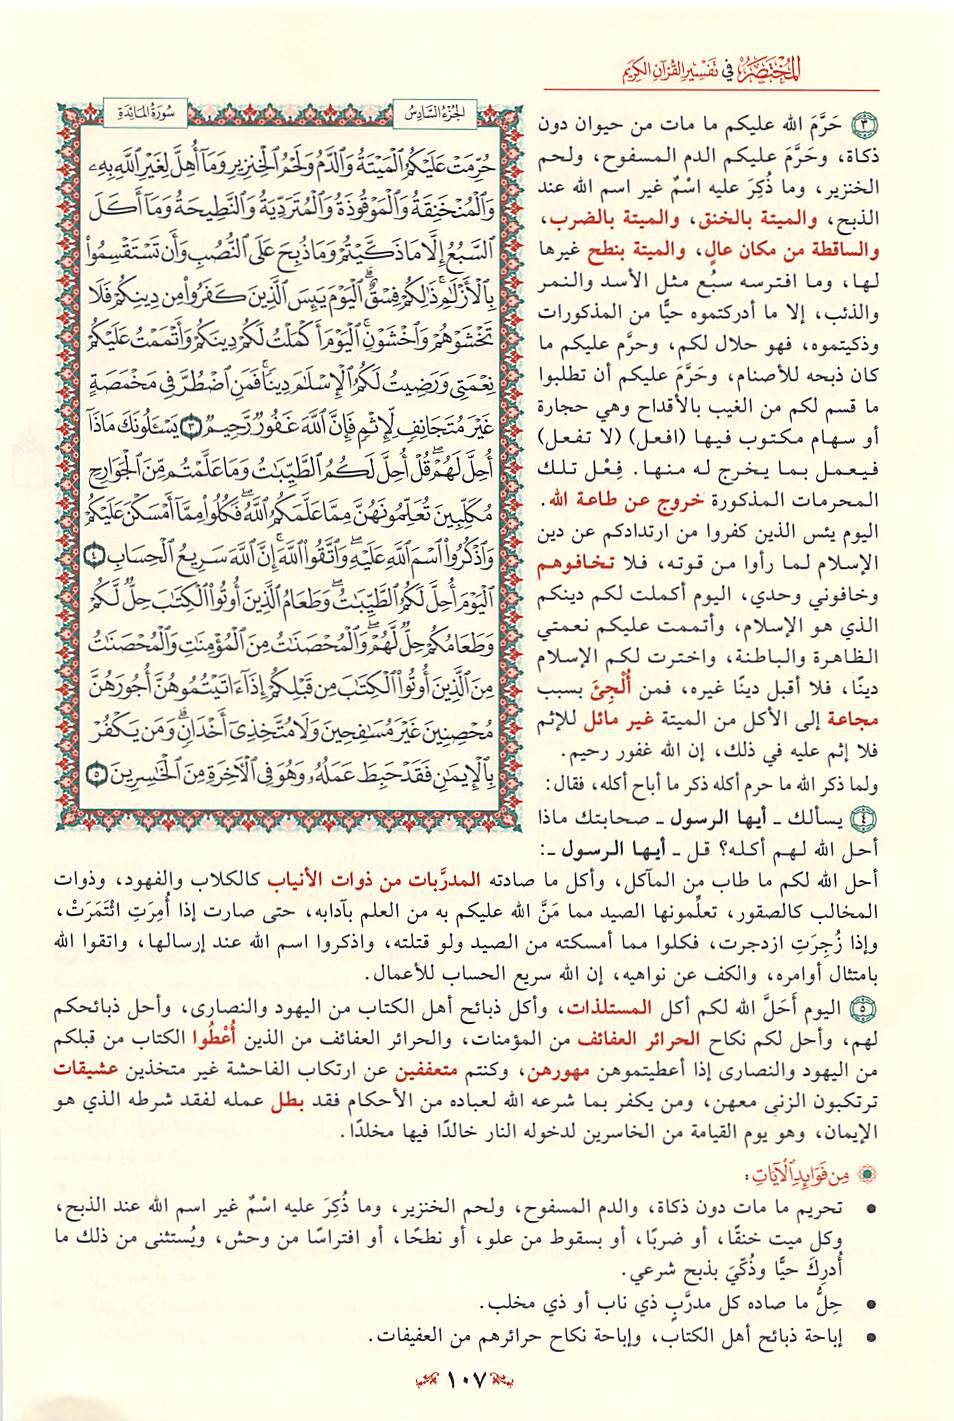 المختصر في تفسير القرآن الكريم
الجزء السادس
سورة المائدة
حُرِّمَتْ عَلَيْكُمُ الْمَيْتَةُ وَالدَّمُ وَلَحْمُ الْخِنزِيرِ وَمَا أُهِلَّ لِغَيْرِ اللَّهِ بِهِ
وَالْمُنْخَنِقَةُ وَالْمَوْقُوذَةُ وَالْمُتَرَدِّيَةُ وَالنَّطِيحَةُ وَمَا أَكَلَ
السَّبُعُ إِلَّا مَا ذَكَّيْتُمْ وَمَا ذُبِحَ عَلَى النُّصُبِ وَأَن تَسْتَقْسِمُوا
بِالْأَزْلَٰمِ ذَٰلِكُمْ فِسْقٌ ۗ الْيَوْمَ يَئِسَ الَّذِينَ كَفَرُوا مِن دِينِكُمْ فَلَا
تَخْشَوْهُمْ وَاخْشَوْنِ ۚ الْيَوْمَ أَكْمَلْتُ لَكُمْ دِينَكُمْ وَأَتْمَمْتُ عَلَيْكُمْ
نِعْمَتِي وَرَضِيتُ لَكُمُ الْإِسْلَٰمَ دِينًا ۚ فَمَنِ اضْطُرَّ فِي مَخْمَصَةٍ
غَيْرَ مُتَجَانِفٍ لِّإِثْمٍ فَإِنَّ اللَّهَ غَفُورٌ رَّحِيمٌ ٣ يَسْـَٔلُونَكَ مَاذَا
أُحِلَّ لَهُمْ ۖ قُلْ أُحِلَّ لَكُمُ الطَّيِّبَٰتُ وَمَا عَلَّمْتُم مِّنَ الْجَوَارِحِ
مُكَلِّبِينَ تُعَلِّمُونَهُنَّ مِمَّا عَلَّمَكُمُ اللَّهُ ۖ فَكُلُوا مِمَّا أَمْسَكْنَ عَلَيْكُمْ
وَاذْكُرُوا اسْمَ اللَّهِ عَلَيْهِ ۖ وَاتَّقُوا اللَّهَ ۚ إِنَّ اللَّهَ سَرِيعُ الْحِسَابِ ٤
الْيَوْمَ أُحِلَّ لَكُمُ الطَّيِّبَٰتُ ۖ وَطَعَامُ الَّذِينَ أُوتُوا الْكِتَٰبَ حِلٌّ لَّكُمْ
وَطَعَامُكُمْ حِلٌّ لَّهُمْ ۖ وَالْمُحْصَنَٰتُ مِنَ الْمُؤْمِنَٰتِ وَالْمُحْصَنَٰتُ
مِنَ الَّذِينَ أُوتُوا الْكِتَٰبَ مِن قَبْلِكُمْ إِذَا ءَاتَيْتُمُوهُنَّ أُجُورَهُنَّ
مُحْصِنِينَ غَيْرَ مُسَٰفِحِينَ وَلَا مُتَّخِذِي أَخْدَانٍ ۗ وَمَن يَكْفُرْ
بِالْإِيمَٰنِ فَقَدْ حَبِطَ عَمَلُهُ وَهُوَ فِي الْءَاخِرَةِ مِنَ الْخَٰسِرِينَ ٥
٣ حَرَّمَ الله عليكم ما مات من حيوان دون
ذكاة، وحَرَّمَ عليكم الدم المسفوح، ولحم
الخنزير، وما ذُكِرَ عليه اسْمٌ غير اسم الله عند
الذبح، والميتة بالخنق، والميتة بالضرب،
والساقطة من مكان عالٍ، والميتة بنطح غيرها
لها، وما افترسه سبُع مثل الأسد والنمر
والذئب، إلا ما أدركتموه حيًّا من المذكورات
وذكيتموه، فهو حلال لكم، وحرَّم عليكم ما
كان ذبحه للأصنام، وحَرَّمَ عليكم أن تطلبوا
ما قسم لكم من الغيب بالأقداح وهي حجارة
أو سهام مكتوب فيها (افعل) (لا تفعل)
فيعمل بما يخرج له منها. فِعْل تلك
المحرمات المذكورة خروج عن طاعة الله.
اليوم يئس الذين كفروا من ارتدادكم عن دين
الإسلام لما رأوا من قوته، فلا تخافوهم
وخافوني وحدي، اليوم أكملت لكم دينكم
الذي هو الإسلام، وأتممت عليكم نعمتي
الظاهرة والباطنة، واخترت لكم الإسلام
دينًا، فلا أقبل دينًا غيره، فمن أُلْجِئَ بسبب
مجاعة إلى الأكل من الميتة غير مائل للإثم
فلا إثم عليه في ذلك، إن الله غفور رحيم.
ولما ذكر الله ما حرم أكله ذكر ما أباح أكله، فقال:
٤ يسألك ـ أيها الرسول ـ صحابتك ماذا
أحل الله لهم أكله؟ قل ـ أيها الرسول ـ:
أحل الله لكم ما طاب من المآكل، وأكل ما صادته المدرَّبات من ذوات الأنياب كالكلاب والفهود، وذوات
المخالب كالصقور، تعلِّمونها الصيد مما مَنَّ الله عليكم به من العلم بآدابه، حتى صارت إذا أُمِرَتِ ائْتَمَرَتْ،
وإذا زُجِرَتِ ازدجرت، فكلوا مما أمسكته من الصيد ولو قتلته، واذكروا اسم الله عند إرسالها، واتقوا الله
بامتثال أوامره، والكف عن نواهيه، إن الله سريع الحساب للأعمال.
٥ اليوم أَحَلَّ الله لكم أكل المستلذات، وأكل ذبائح أهل الكتاب من اليهود والنصارى، وأحل ذبائحكم
لهم، وأحل لكم نكاح الحرائر العفائف من المؤمنات، والحرائر العفائف من الذين أُعْطُوا الكتاب من قبلكم
من اليهود والنصارى إذا أعطيتموهن مهورهن، وكنتم متعففين عن ارتكاب الفاحشة غير متخذين عشيقات
ترتكبون الزنى معهن، ومن يكفر بما شرعه الله لعباده من الأحكام فقد بطل عمله لفقد شرطه الذي هو
الإيمان، وهو يوم القيامة من الخاسرين لدخوله النار خالدًا فيها مخلدًا.
من فوائد الآيات:
• تحريم ما مات دون ذكاة، والدم المسفوح، ولحم الخنزير، وما ذُكِرَ عليه اسْمٌ غير اسم الله عند الذبح،
وكل ميت خنقًا، أو ضربًا، أو بسقوط من علو، أو نطحًا، أو افتراسًا من وحش، ويُستثنى من ذلك ما
أُدرِكَ حيًّا وذُكّيَ بذبح شرعي.
• حِلُّ ما صاده كل مدرَّبٍ ذي ناب أو ذي مخلب.
• إباحة ذبائح أهل الكتاب، وإباحة نكاح حرائرهم من العفيفات.
١٠٧